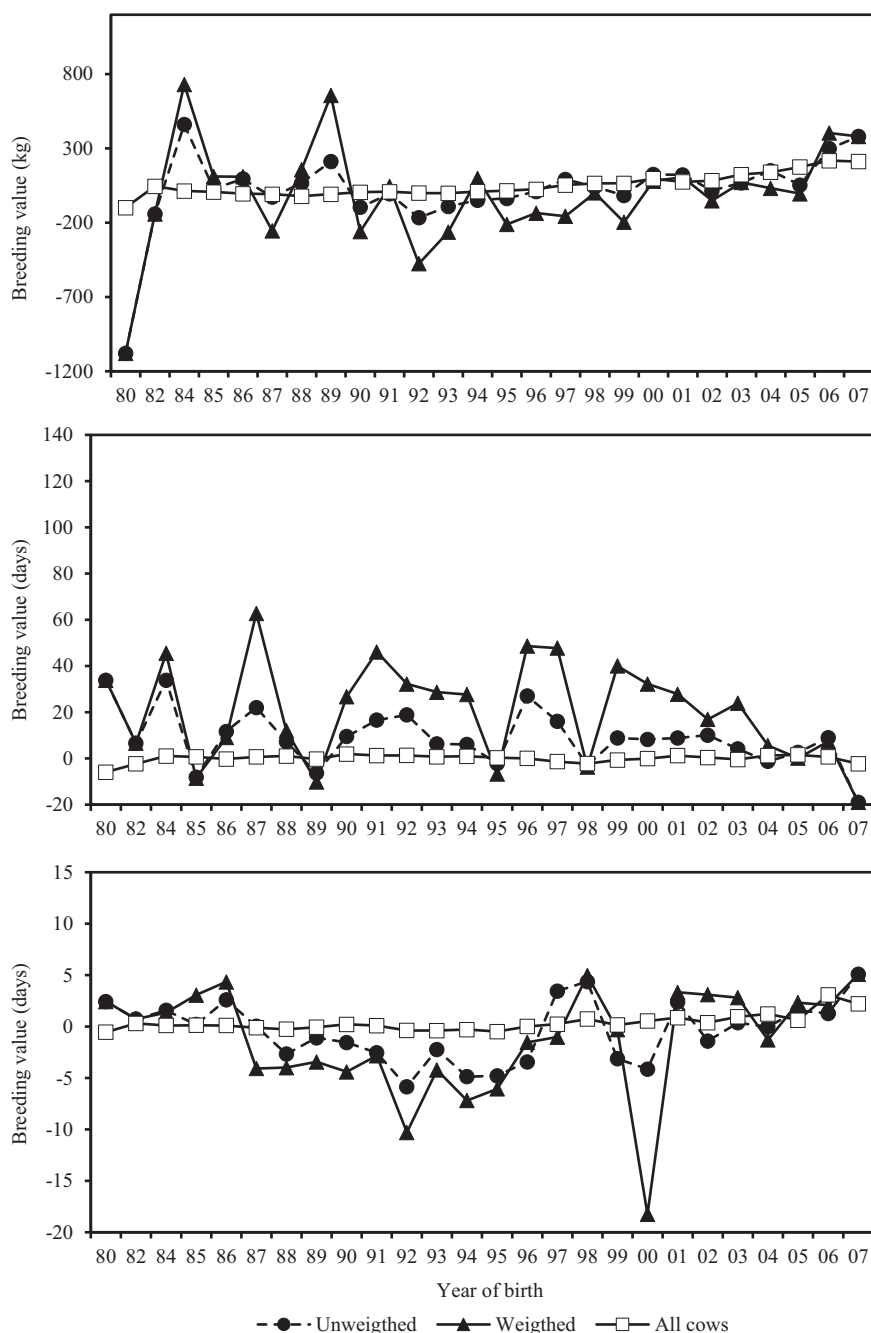 Breeding value (kg)
800
300
-200
-700
-1200
80 82 84 85 86 87 88 89 90 91 92 93 94 95 96 97 98 99 00 01 02 03 04 05 06 07
Breeding value (days)
140
120
100
80
60
40
20
0
-20
80 82 84 85 86 87 88 89 90 91 92 93 94 95 96 97 98 99 00 01 02 03 04 05 06 07
Breeding value (days)
15
10
5
0
-5
-10
-15
-20
80 82 84 85 86 87 88 89 90 91 92 93 94 95 96 97 98 99 00 01 02 03 04 05 06 07
Year of birth
Unweigthed Weigthed All cows